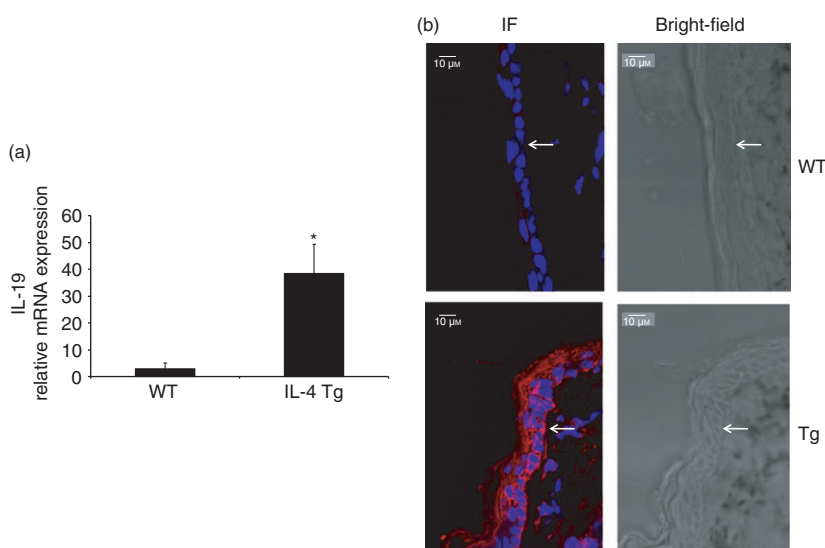 (a)
IL-19
relative mRNA expression
60
50
40
30
20
10
0
*
WT
IL-4 Tg
(b)
IF
Bright-field
10 μM
10 μM
WT
10 μM
10 μM
Tg